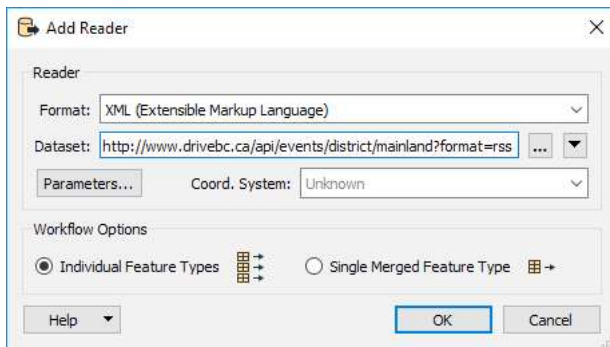 Add Reader
Reader
Format: XML (Extensible Markup Language)
Dataset: http://www.drivebc.ca/api/events/district/mainland?format=rss ...
Parameters... Coord. System: Unknown
Workflow Options
Individual Feature Types Single Merged Feature Type
Help OK Cancel